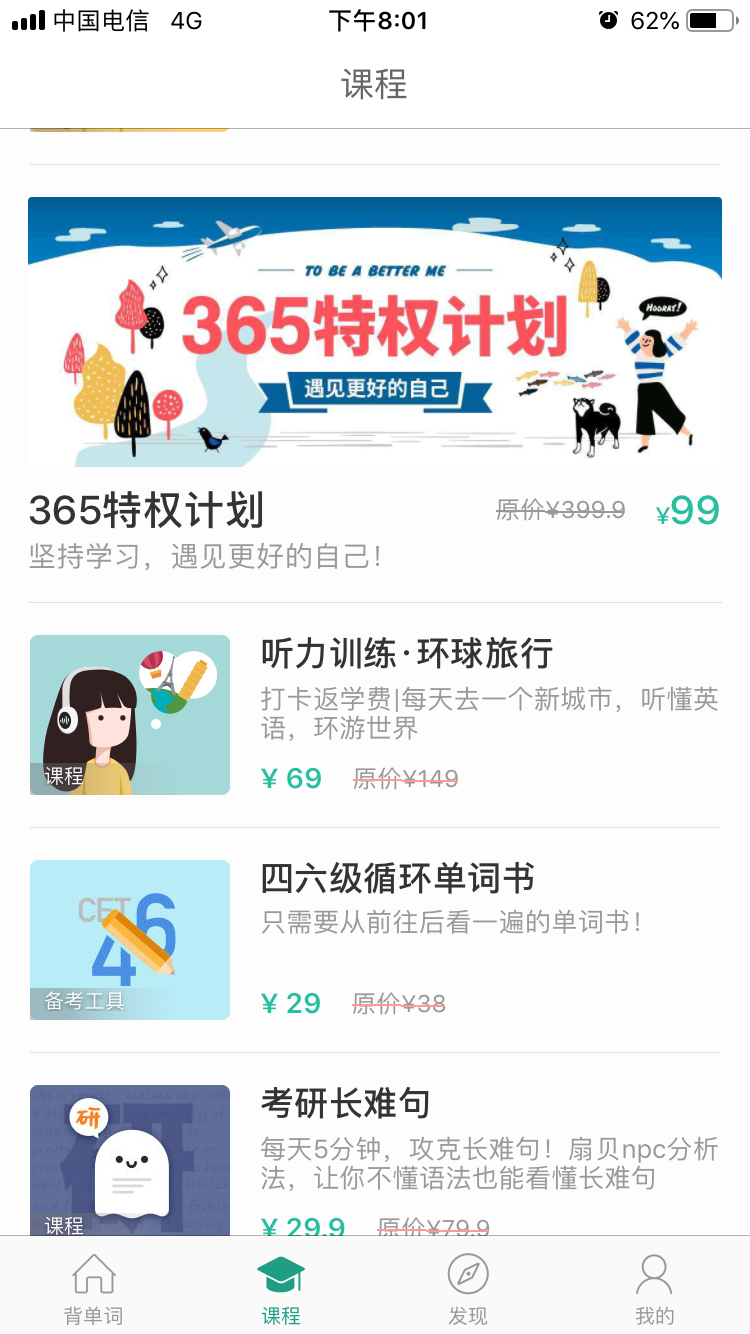 中国电信 4G 下午8:01 62%
课程
TO BE A BETTER ME
365特权计划
HOORAY!
遇见更好的自己
365特权计划 原价¥399.9 ¥99
坚持学习，遇见更好的自己！
听力训练·环球旅行
打卡返学费|每天去一个新城市，听懂英
语，环游世界
课程
¥ 69 原价¥149
四六级循环单词书
只需要从前往后看一遍的单词书！
CET
46
备考工具
¥ 29 原价¥38
考研长难句
研
每天5分钟，攻克长难句！扇贝npc分析
法，让你不懂语法也能看懂长难句
课程
¥ 29.9 原价¥79.9
背单词 课程 发现 我的